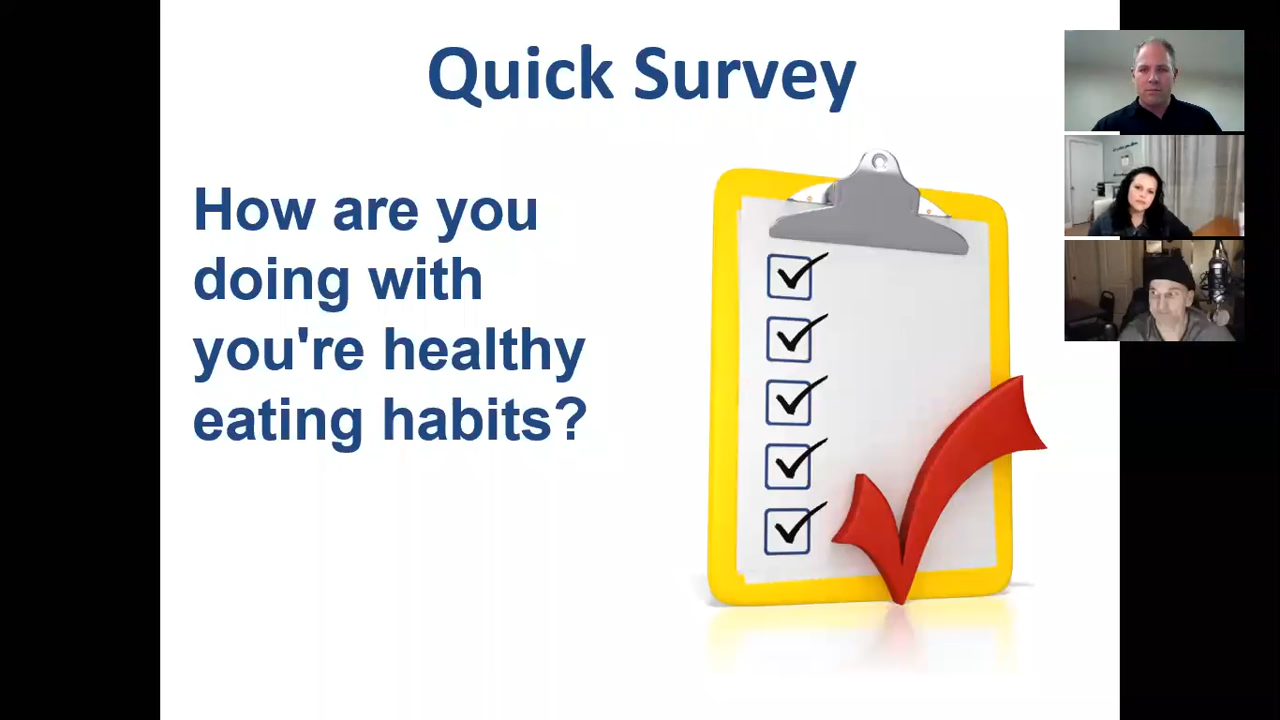 Quick Survey
How are you
doing with
you're healthy
eating habits?